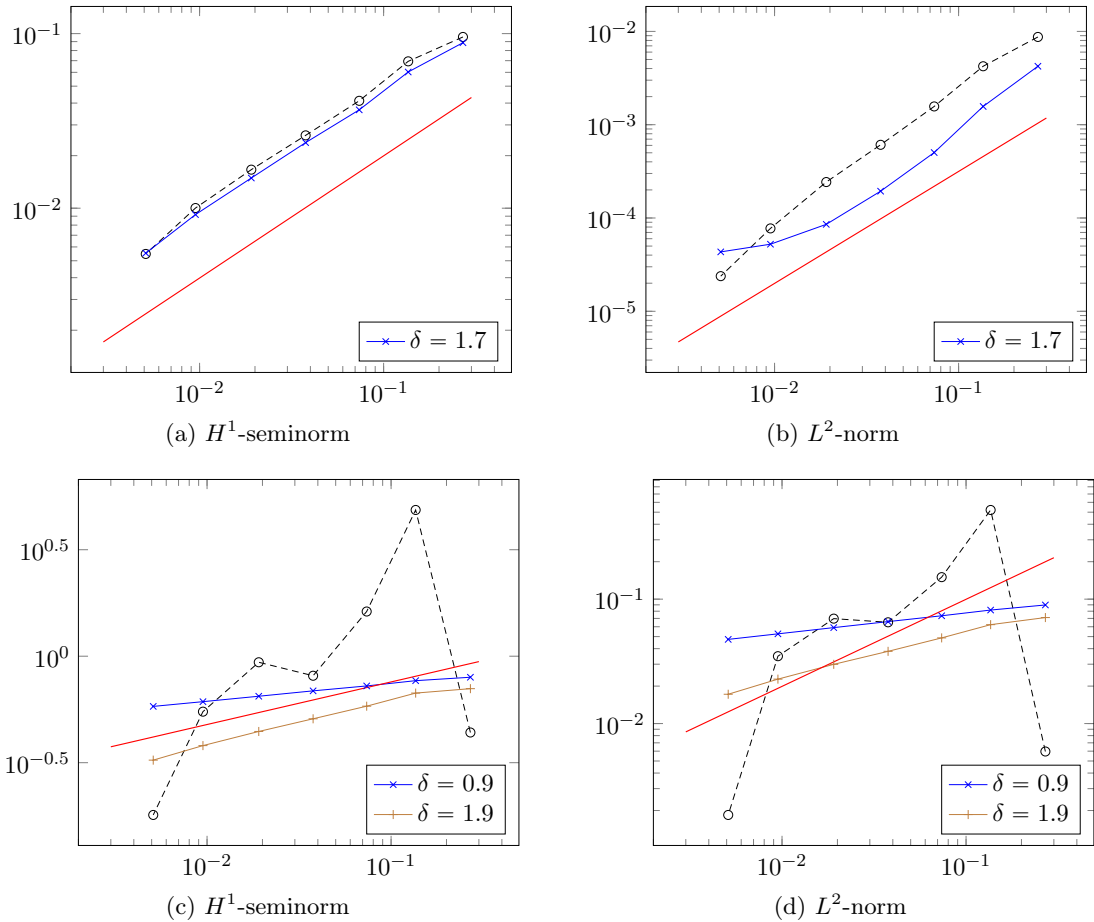 10^{-1}
10^{-2}
10^{-2} 10^{-1}
δ = 1.7
(a) H^1-seminorm
10^{-2}
10^{-3}
10^{-4}
10^{-5}
10^{-2} 10^{-1}
δ = 1.7
(b) L^2-norm
10^{0.5}
10^{0}
10^{-0.5}
10^{-2} 10^{-1}
δ = 0.9
δ = 1.9
(c) H^1-seminorm
10^{-1}
10^{-2}
10^{-2} 10^{-1}
δ = 0.9
δ = 1.9
(d) L^2-norm